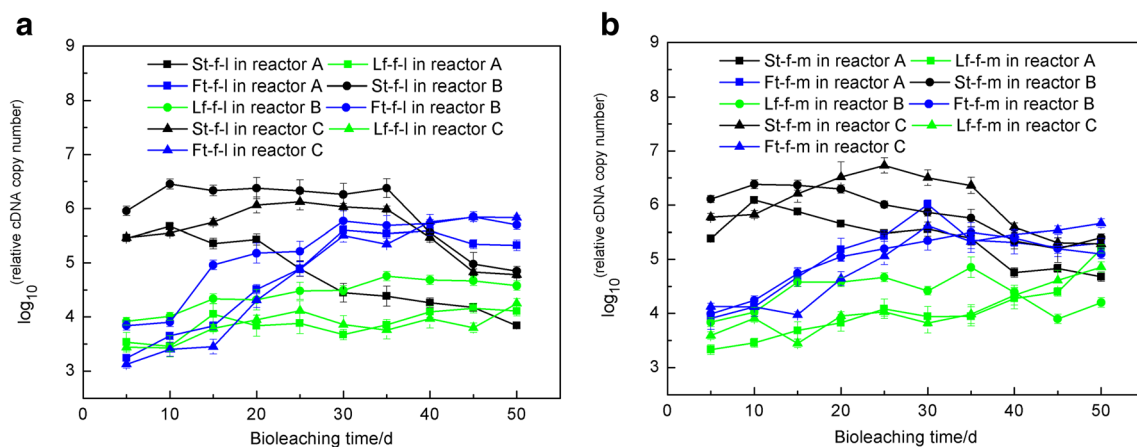 a
9
8
7
6
5
4
3
log10(relative cDNA copy number)
St-f-l in reactor A Lf-f-l in reactor A
Ft-f-l in reactor A St-f-l in reactor B
Lf-f-l in reactor B Ft-f-l in reactor B
St-f-l in reactor C Lf-f-l in reactor C
Ft-f-l in reactor C
0 10 20 30 40 50
Bioleaching time/d
b
9
8
7
6
5
4
3
log10(relative cDNA copy number)
St-f-m in reactor A Lf-f-m in reactor A
Ft-f-m in reactor A St-f-m in reactor B
Lf-f-m in reactor B Ft-f-m in reactor B
St-f-m in reactor C Lf-f-m in reactor C
Ft-f-m in reactor C
0 10 20 30 40 50
Bioleaching time/d